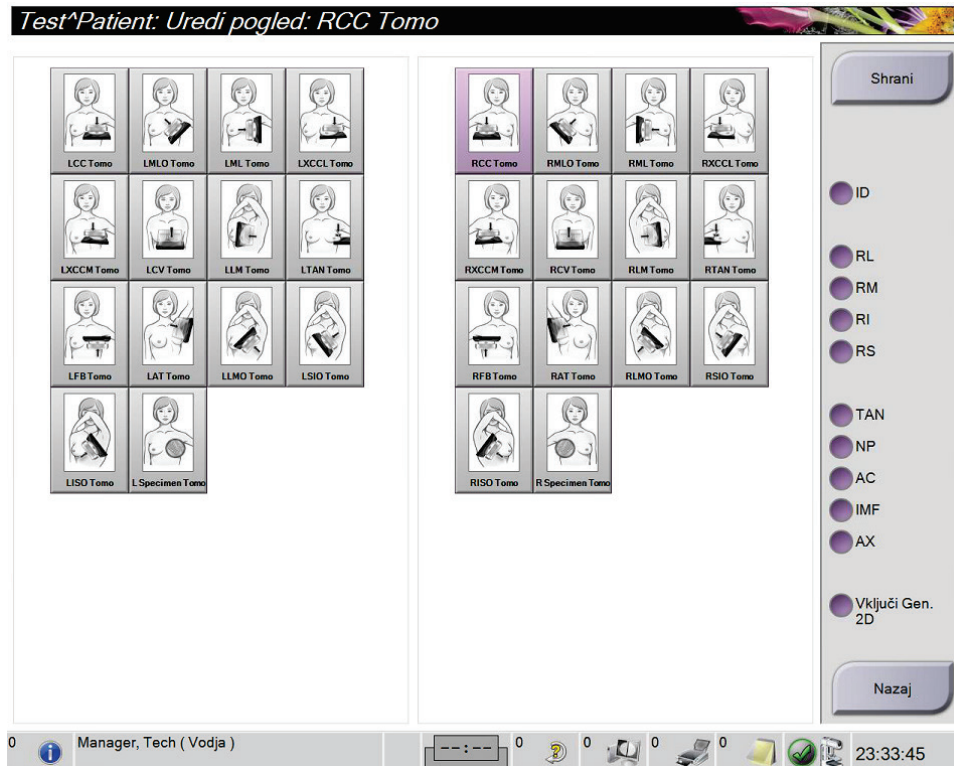 Test^Patient: Uredi pogled: RCC Tomo
LCC Tomo LMLO Tomo LML Tomo LXCCL Tomo
LXCCM Tomo LCV Tomo LLM Tomo LTAN Tomo
LFB Tomo LAT Tomo LLMO Tomo LSIO Tomo
LISO Tomo L Specimen Tomo
RCC Tomo RMLO Tomo RML Tomo RXCCL Tomo
RXCCM Tomo RCV Tomo RLM Tomo RTAN Tomo
RFB Tomo RAT Tomo RLMO Tomo RSIO Tomo
RISO Tomo R Specimen Tomo
Shrani
ID
RL
RM
RI
RS
TAN
NP
AC
IMF
AX
Vključi Gen.
2D
Nazaj
0 Manager, Tech ( Vodja ) --:-- 0 0 0 0 23:33:45